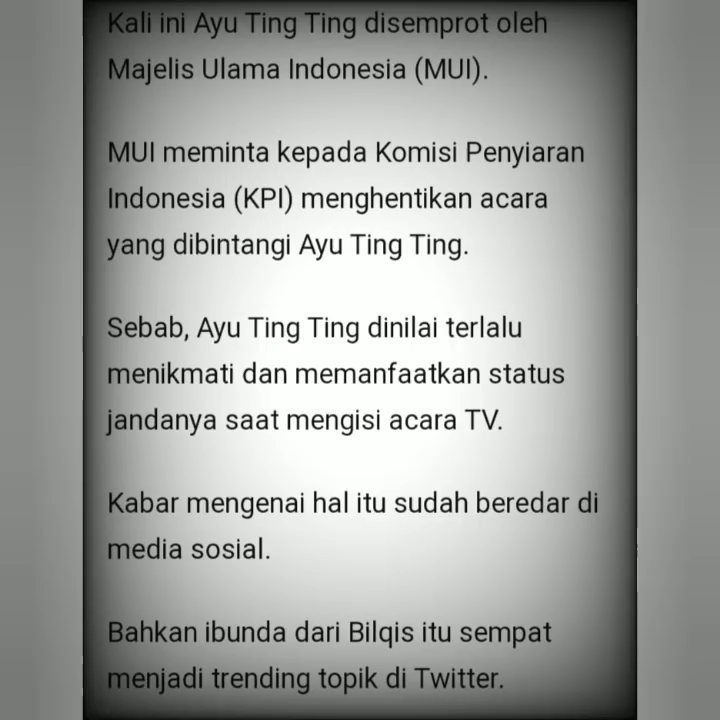 Kali ini Ayu Ting Ting disemprot oleh
Majelis Ulama Indonesia (MUI).
MUI meminta kepada Komisi Penyiaran
Indonesia (KPI) menghentikan acara
yang dibintangi Ayu Ting Ting.
Sebab, Ayu Ting Ting dinilai terlalu
menikmati dan memanfaatkan status
jandanya saat mengisi acara TV.
Kabar mengenai hal itu sudah beredar di
media sosial.
Bahkan ibunda dari Bilqis itu sempat
menjadi trending topik di Twitter.